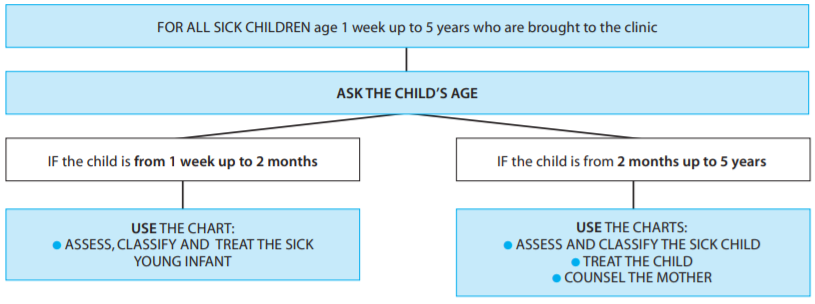 FOR ALL SICK CHILDREN age 1 week up to 5 years who are brought to the clinic
ASK THE CHILD’S AGE
IF the child is from 1 week up to 2 months
USE THE CHART:
● ASSESS, CLASSIFY AND TREAT THE SICK
YOUNG INFANT
IF the child is from 2 months up to 5 years
USE THE CHARTS:
● ASSESS AND CLASSIFY THE SICK CHILD
● TREAT THE CHILD
● COUNSEL THE MOTHER